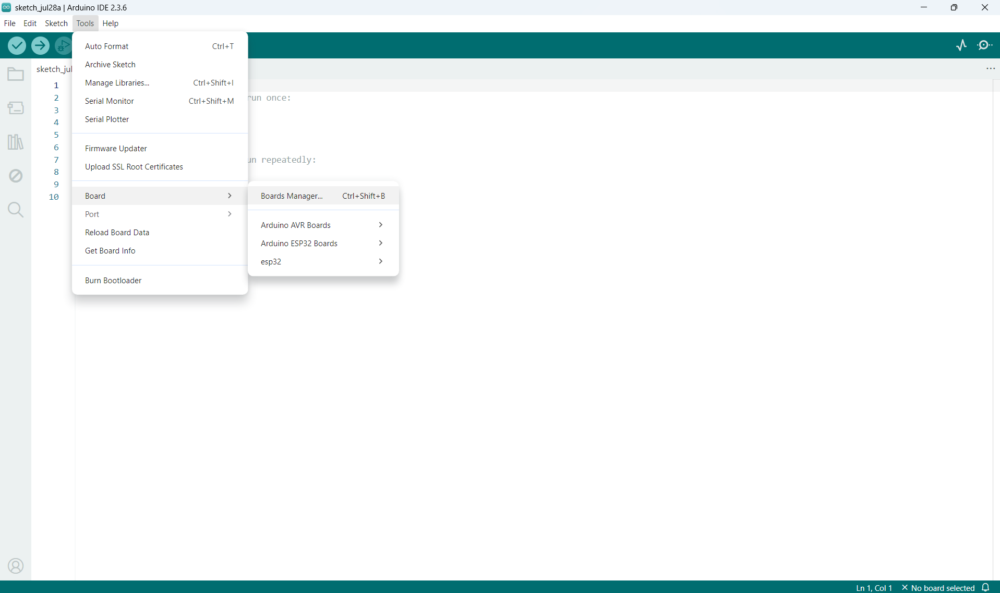 sketch_jul28a | Arduino IDE 2.3.6
File Edit Sketch Tools Help
sketch_jul
1
2
3
4
5
6
7
8
9
10
run once:
un repeatedly:
Auto Format Ctrl+T
Archive Sketch
Manage Libraries... Ctrl+Shift+I
Serial Monitor Ctrl+Shift+M
Serial Plotter
Firmware Updater
Upload SSL Root Certificates
Board
Port
Reload Board Data
Get Board Info
Burn Bootloader
Boards Manager... Ctrl+Shift+B
Arduino AVR Boards
Arduino ESP32 Boards
esp32
Ln 1, Col 1 No board selected